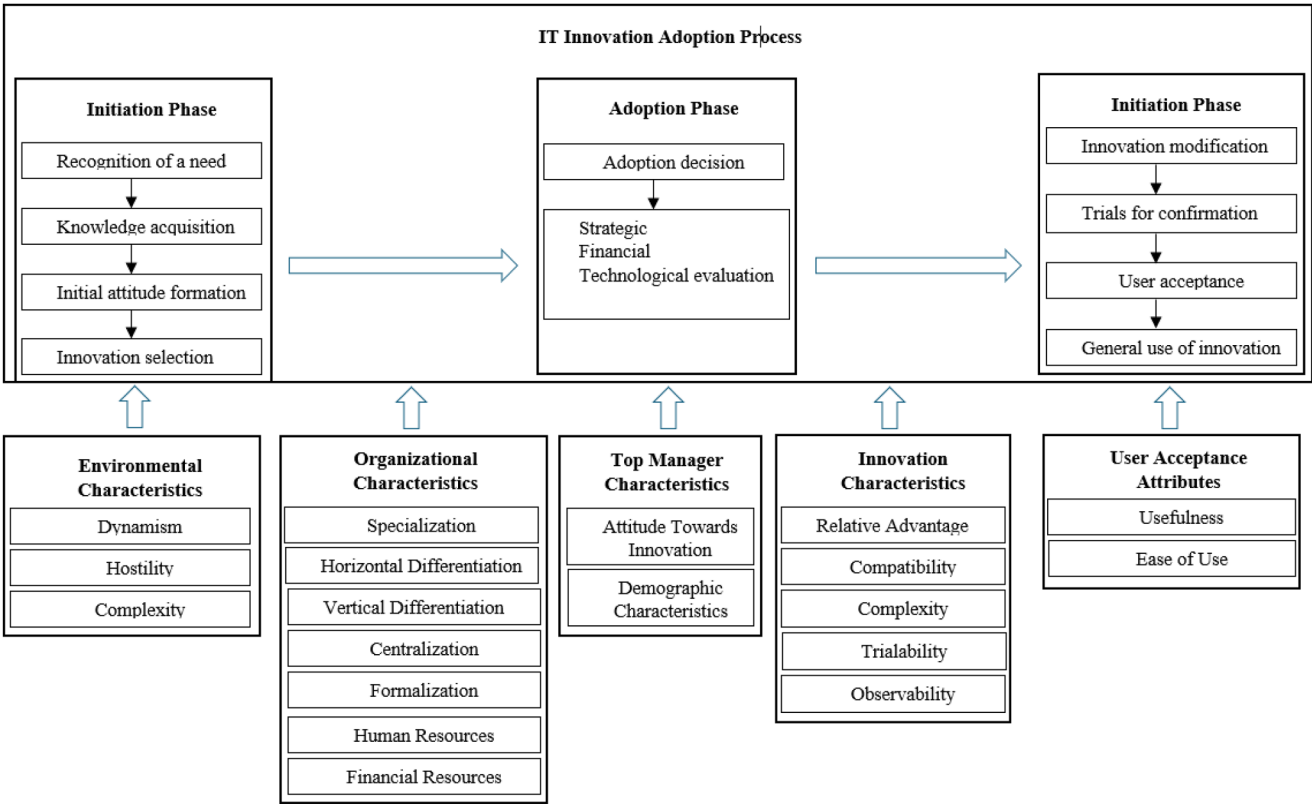 IT Innovation Adoption Process
Initiation Phase
Recognition of a need
Knowledge acquisition
Initial attitude formation
Innovation selection
Adoption Phase
Adoption decision
Strategic
Financial
Technological evaluation
Initiation Phase
Innovation modification
Trials for confirmation
User acceptance
General use of innovation
Environmental
Characteristics
Dynamism
Hostility
Complexity
Organizational
Characteristics
Specialization
Horizontal Differentiation
Vertical Differentiation
Centralization
Formalization
Human Resources
Financial Resources
Top Manager
Characteristics
Attitude Towards
Innovation
Demographic
Characteristics
Innovation
Characteristics
Relative Advantage
Compatibility
Complexity
Trialability
Observability
User Acceptance
Attributes
Usefulness
Ease of Use